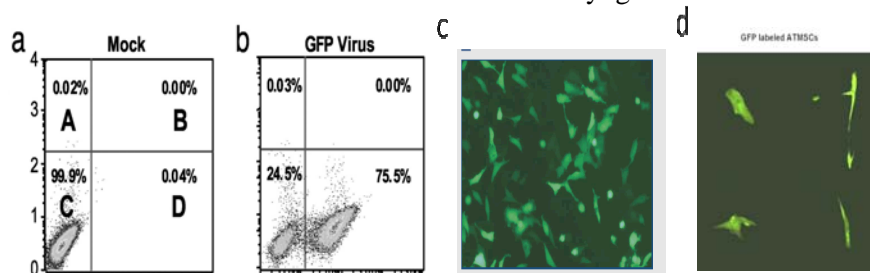 a
Mock
4
3
2
1
0
0.02%
0.00%
A
B
99.9%
0.04%
C
D
b
GFP Virus
0.03%
0.00%
24.5%
75.5%
c
d
GFP labeled ATMSCs